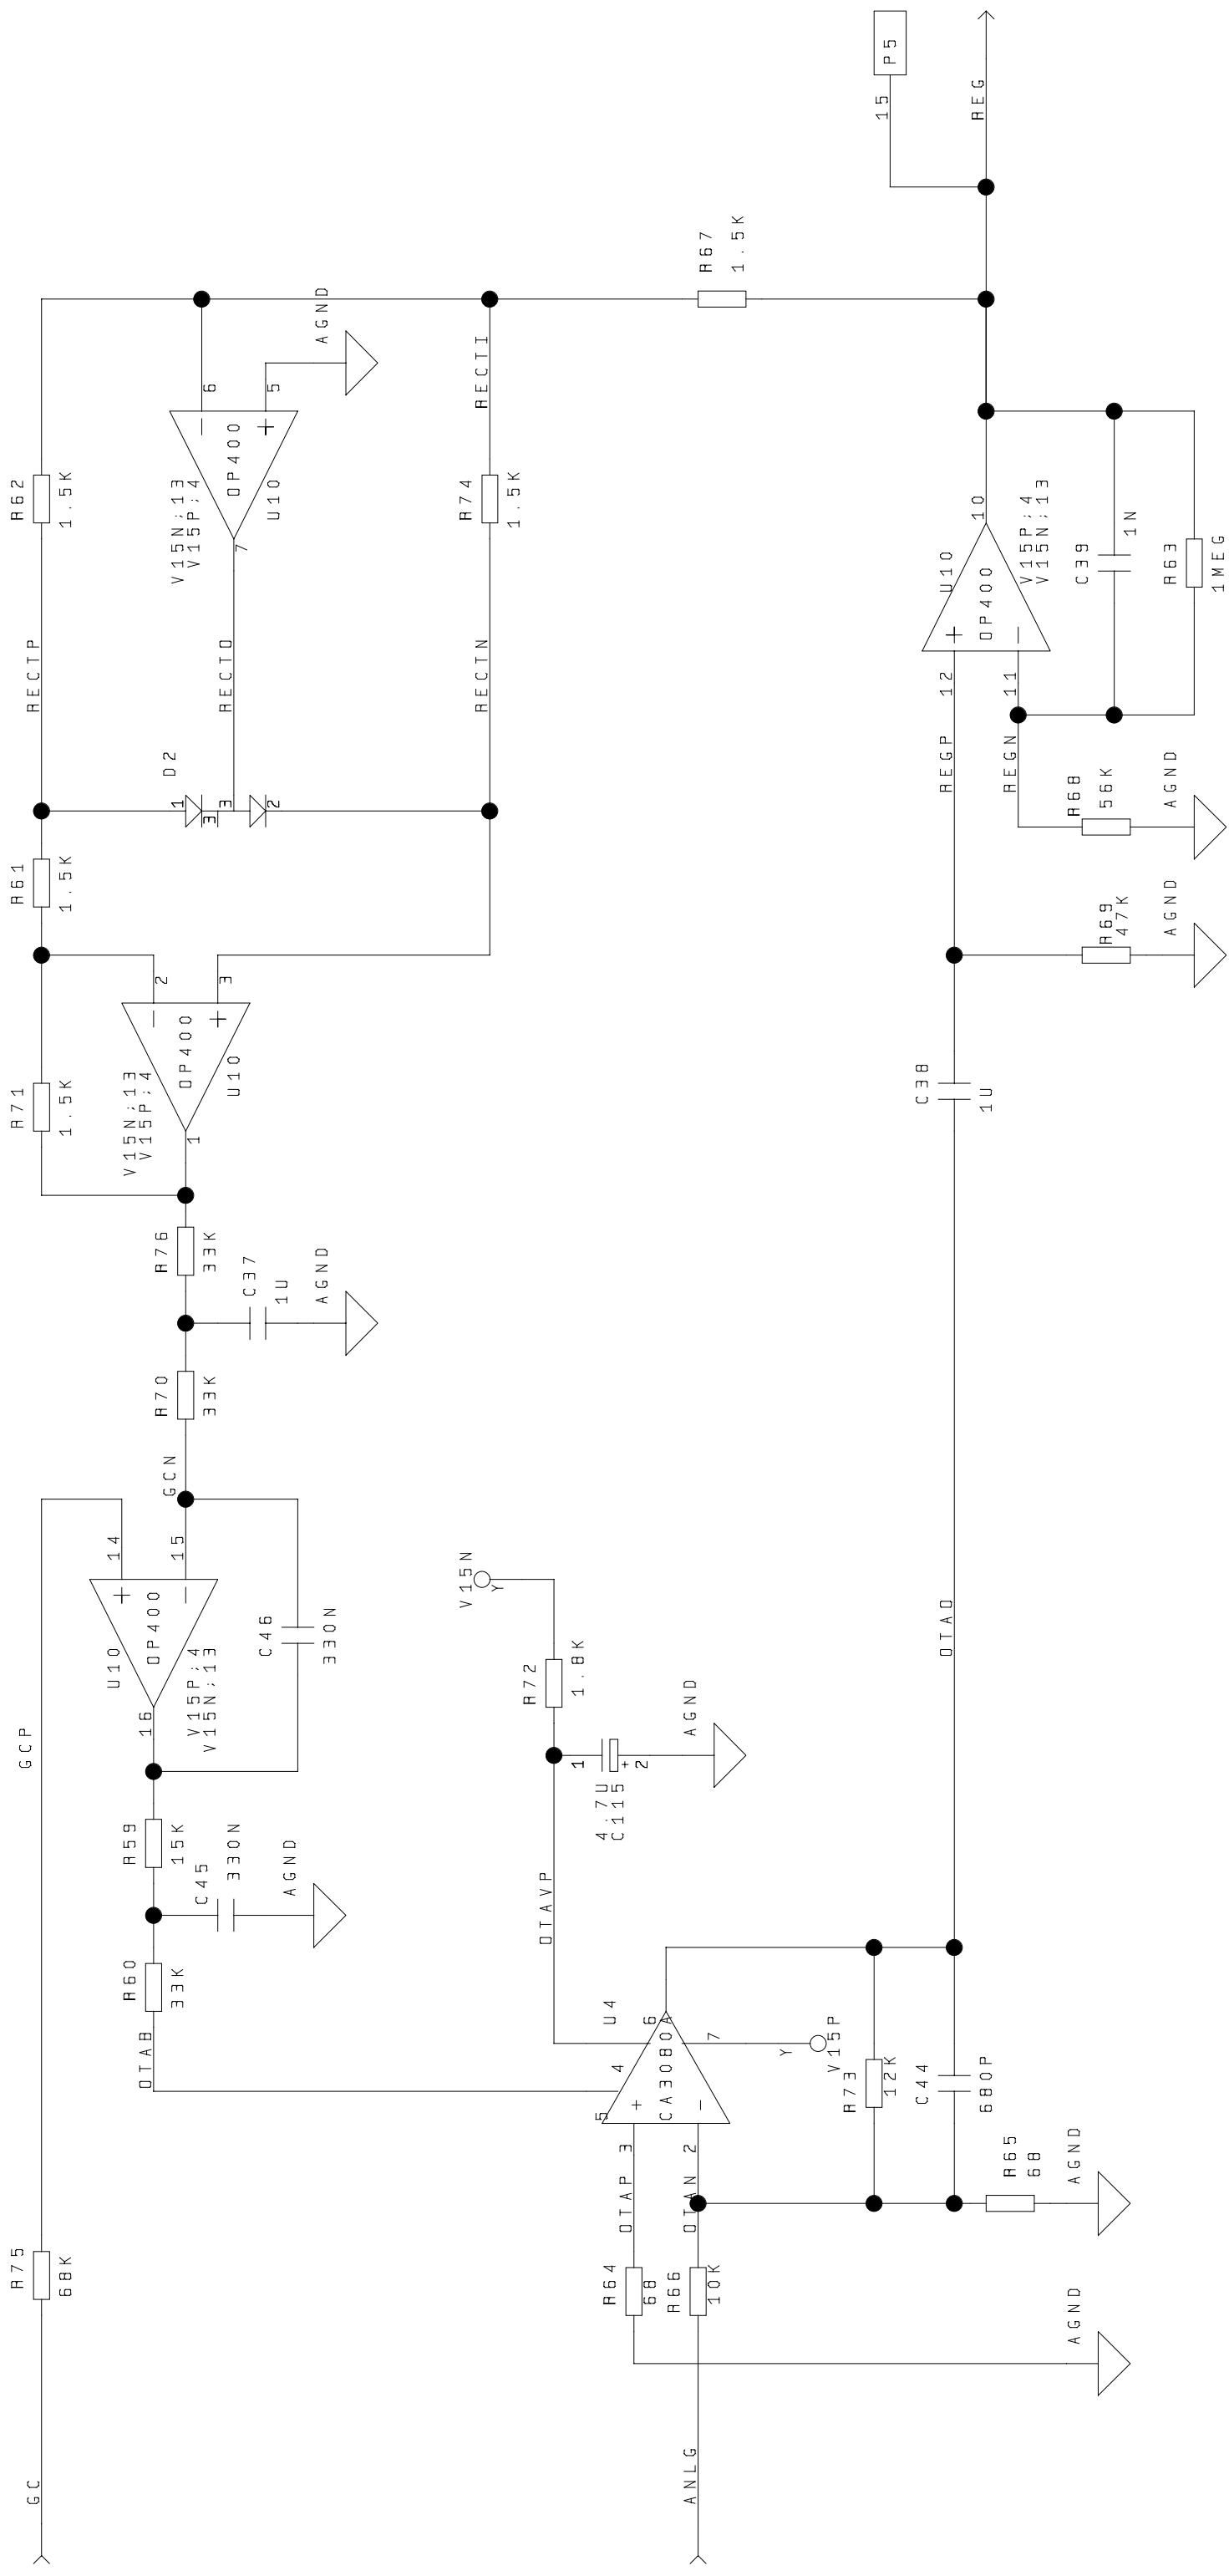 P5
15
REG
R67
1.5K
AGND
6
5
RECTI
OP400
V15N;13
V15P;4
U10
7
R62
1.5K
R74
1.5K
RECTP
RECTO
RECTN
D2
1
3
3
2
R61
1.5K
2
3
OP400
V15N;13
V15P;4
U10
1
R71
1.5K
R76
33K
C37
1U
AGND
R70
33K
GCN
14
15
OP400
U10
V15P;4
V15N;13
16
C46
330N
GCP
R59
15K
C45
330N
AGND
R60
33K
OTAB
R75
68K
GC
V15N
Y
R72
1.8K
AGND
1
+
2
4.7U
C115
OTAVP
U4
6
CA3080A
4
5
7
Y
V15P
3
2
OTAP
OTAN
R64
68
R66
10K
AGND
ANLG
R73
12K
C44
680P
R65
68
AGND
OTAO
C38
1U
R69
47K
AGND
R68
56K
AGND
REGP
REGN
12
11
U10
OP400
10
V15P;4
V15N;13
C39
1N
R63
1MEG